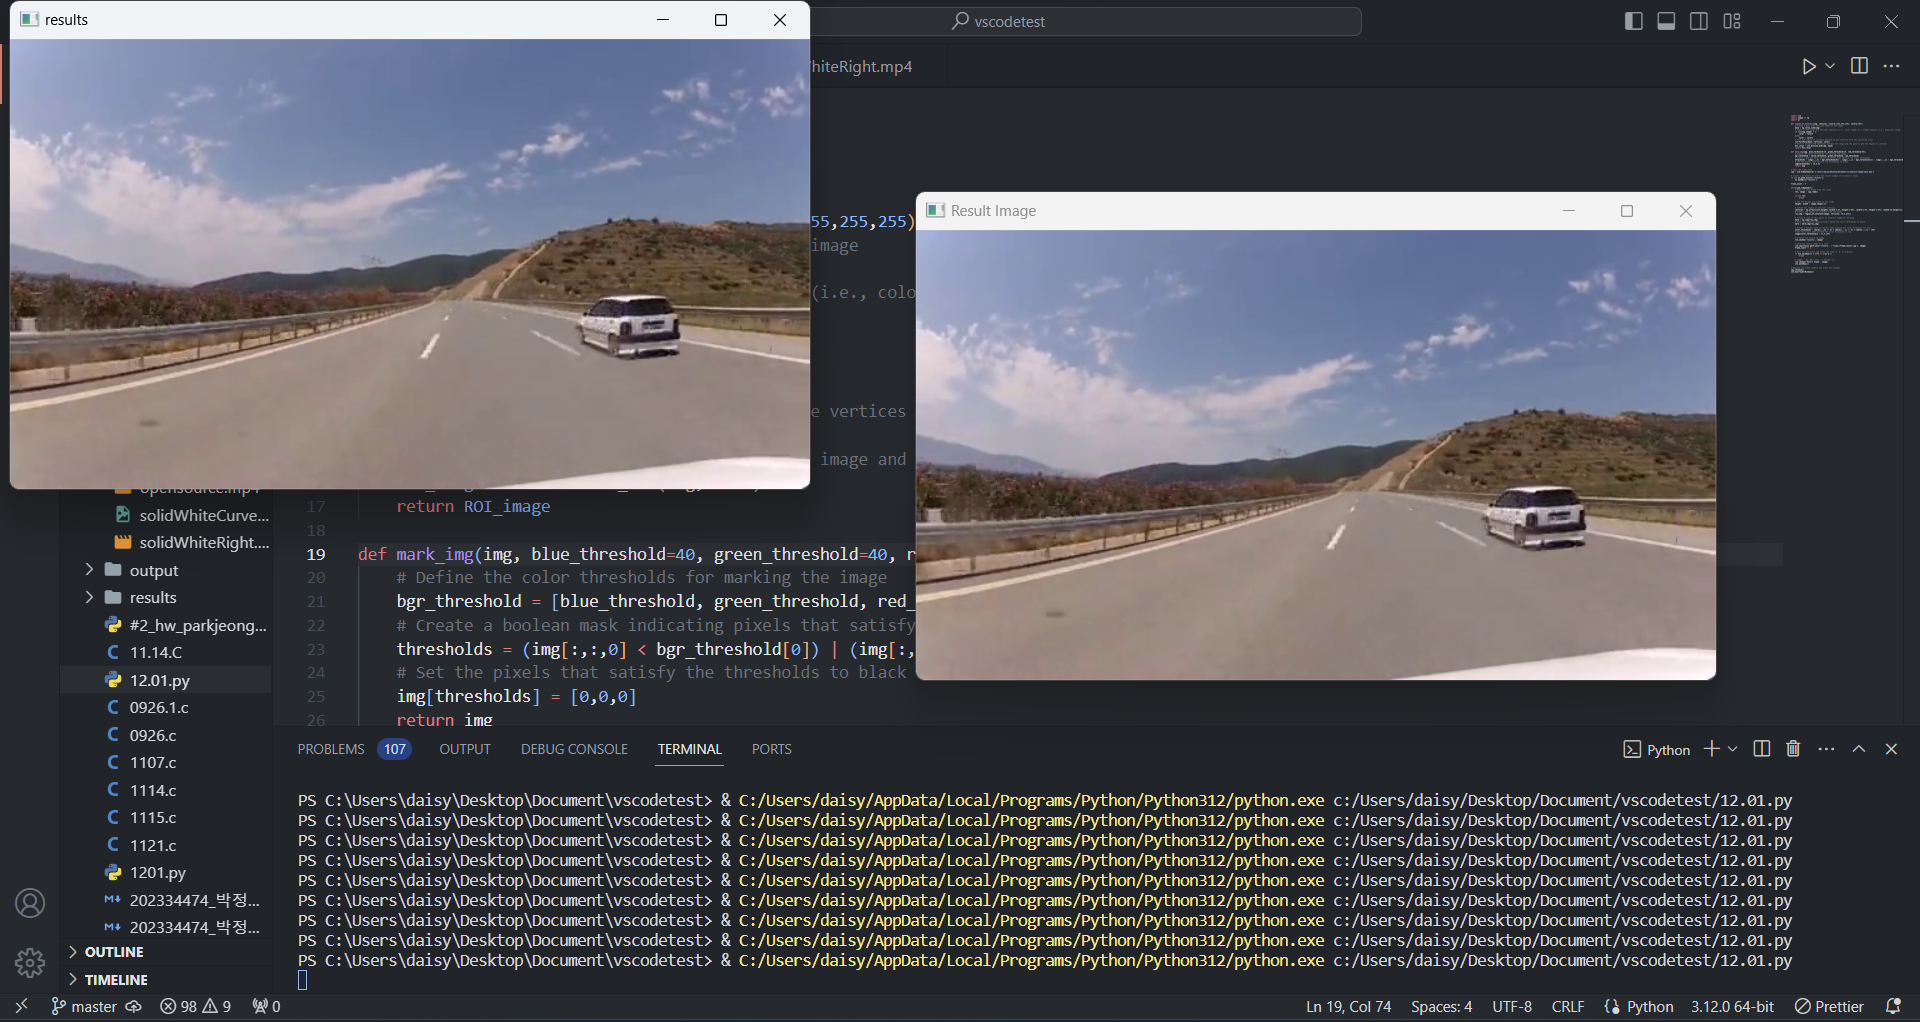 results
vscodetest
hiteRight.mp4
55,255,255)
image
Result Image
(i.e., colo
e vertices
image and
opensource.mp4
17 return ROI_image
solidWhiteCurve...
18
solidWhiteRight....
19 def mark_img(img, blue_threshold=40, green_threshold=40, r
output
20 # Define the color thresholds for marking the image
results
21 bgr_threshold = [blue_threshold, green_threshold, red_
#2_hw_parkjeong...
22 # Create a boolean mask indicating pixels that satisfy
11.14.C
23 thresholds = (img[:,:,0] < bgr_threshold[0]) | (img[:,
12.01.py
24 # Set the pixels that satisfy the thresholds to black
0926.1.c
25 img[thresholds] = [0,0,0]
26 return img
0926.c
PROBLEMS 107 OUTPUT DEBUG CONSOLE TERMINAL PORTS Python
1107.c
1114.c
1115.c
1121.c
1201.py
202334474_박정...
202334474_박정...
OUTLINE
TIMELINE
PS C:\Users\daisy\Desktop\Document\vscodetest> & C:/Users/daisy/AppData/Local/Programs/Python/Python312/python.exe c:/Users/daisy/Desktop/Document/vscodetest/12.01.py
PS C:\Users\daisy\Desktop\Document\vscodetest> & C:/Users/daisy/AppData/Local/Programs/Python/Python312/python.exe c:/Users/daisy/Desktop/Document/vscodetest/12.01.py
PS C:\Users\daisy\Desktop\Document\vscodetest> & C:/Users/daisy/AppData/Local/Programs/Python/Python312/python.exe c:/Users/daisy/Desktop/Document/vscodetest/12.01.py
PS C:\Users\daisy\Desktop\Document\vscodetest> & C:/Users/daisy/AppData/Local/Programs/Python/Python312/python.exe c:/Users/daisy/Desktop/Document/vscodetest/12.01.py
PS C:\Users\daisy\Desktop\Document\vscodetest> & C:/Users/daisy/AppData/Local/Programs/Python/Python312/python.exe c:/Users/daisy/Desktop/Document/vscodetest/12.01.py
PS C:\Users\daisy\Desktop\Document\vscodetest> & C:/Users/daisy/AppData/Local/Programs/Python/Python312/python.exe c:/Users/daisy/Desktop/Document/vscodetest/12.01.py
PS C:\Users\daisy\Desktop\Document\vscodetest> & C:/Users/daisy/AppData/Local/Programs/Python/Python312/python.exe c:/Users/daisy/Desktop/Document/vscodetest/12.01.py
PS C:\Users\daisy\Desktop\Document\vscodetest> & C:/Users/daisy/AppData/Local/Programs/Python/Python312/python.exe c:/Users/daisy/Desktop/Document/vscodetest/12.01.py
PS C:\Users\daisy\Desktop\Document\vscodetest> & C:/Users/daisy/AppData/Local/Programs/Python/Python312/python.exe c:/Users/daisy/Desktop/Document/vscodetest/12.01.py
master 98 9 0 Ln 19, Col 74 Spaces: 4 UTF-8 CRLF Python 3.12.0 64-bit Prettier